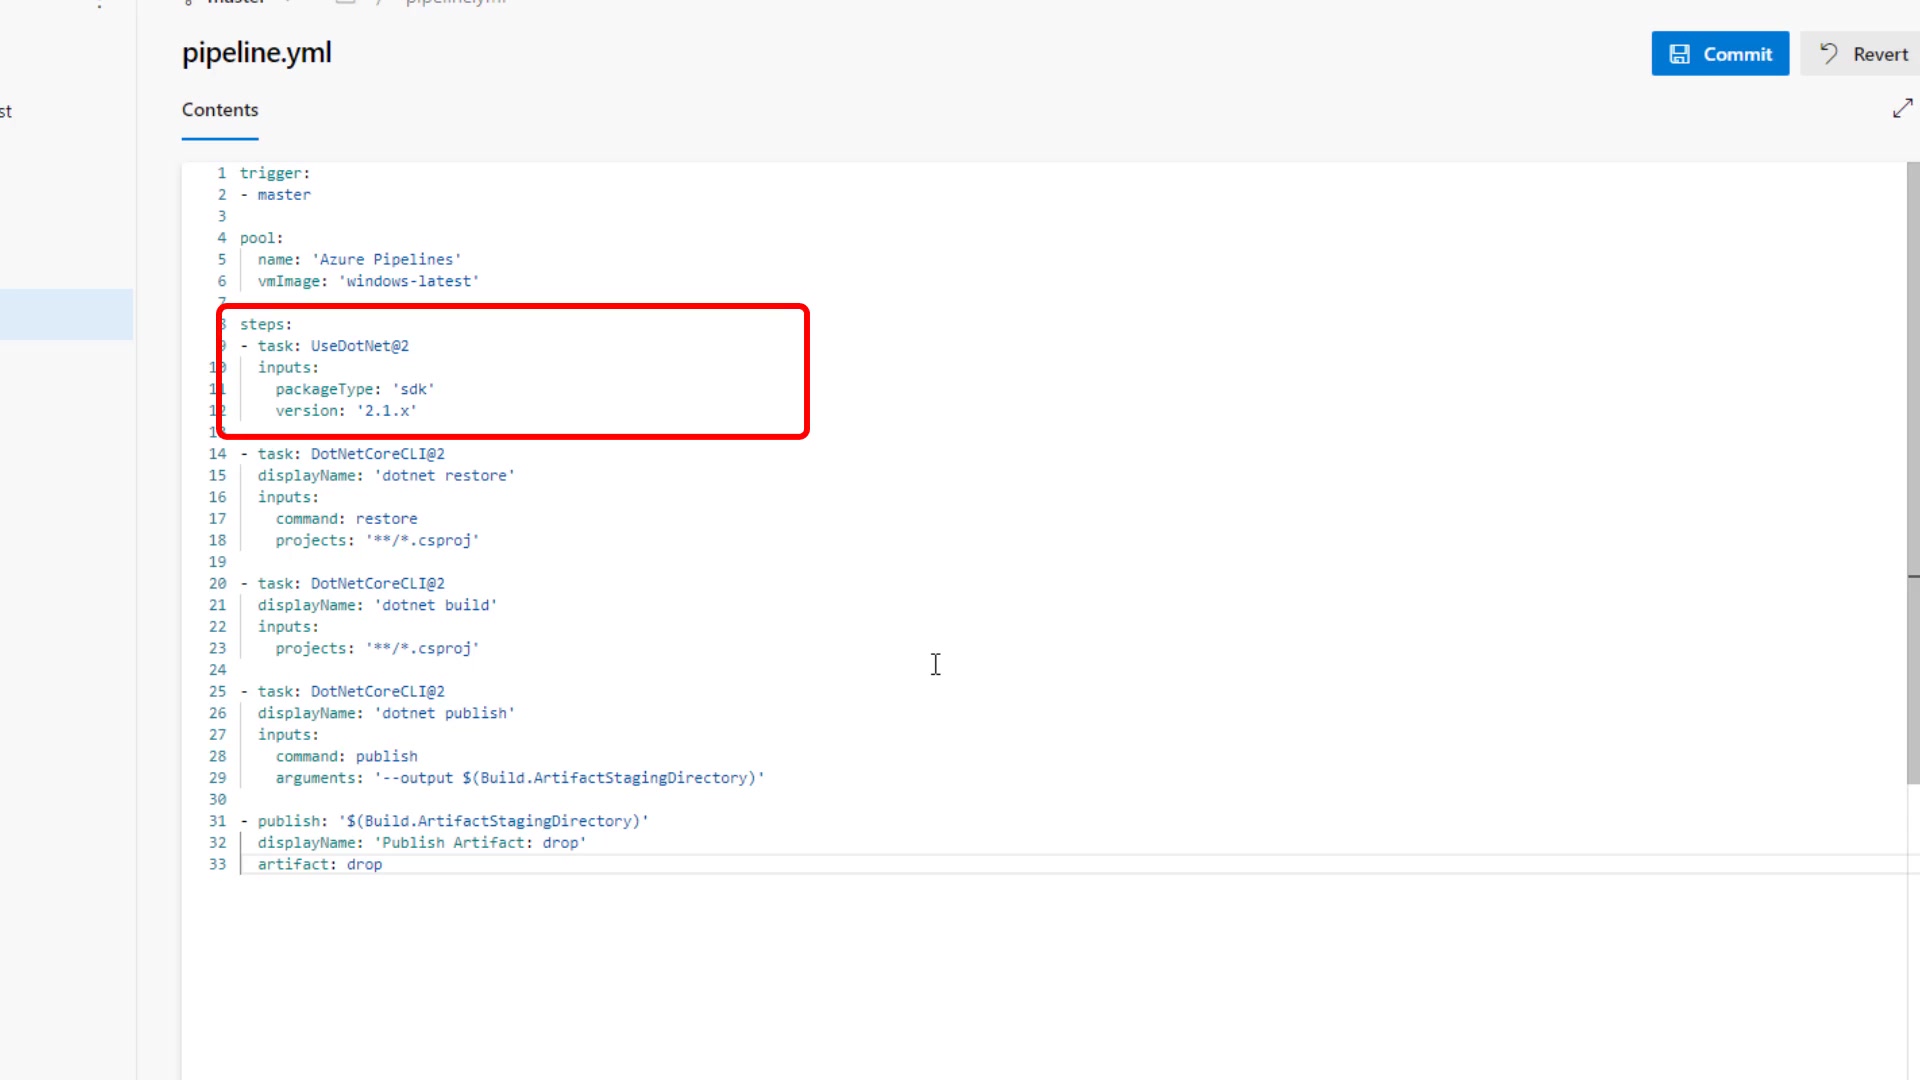 master / pipeline.yml
pipeline.yml
Commit
Revert
Contents
st
1 trigger:
2 - master
3
4 pool:
5 name: 'Azure Pipelines'
6 vmImage: 'windows-latest'
7
8 steps:
9 - task: UseDotNet@2
10 inputs:
11 packageType: 'sdk'
12 version: '2.1.x'
13
14 - task: DotNetCoreCLI@2
15 displayName: 'dotnet restore'
16 inputs:
17 command: restore
18 projects: '**/*.csproj'
19
20 - task: DotNetCoreCLI@2
21 displayName: 'dotnet build'
22 inputs:
23 projects: '**/*.csproj'
24
25 - task: DotNetCoreCLI@2
26 displayName: 'dotnet publish'
27 inputs:
28 command: publish
29 arguments: '--output $(Build.ArtifactStagingDirectory)'
30
31 - publish: '$(Build.ArtifactStagingDirectory)'
32 displayName: 'Publish Artifact: drop'
33 artifact: drop